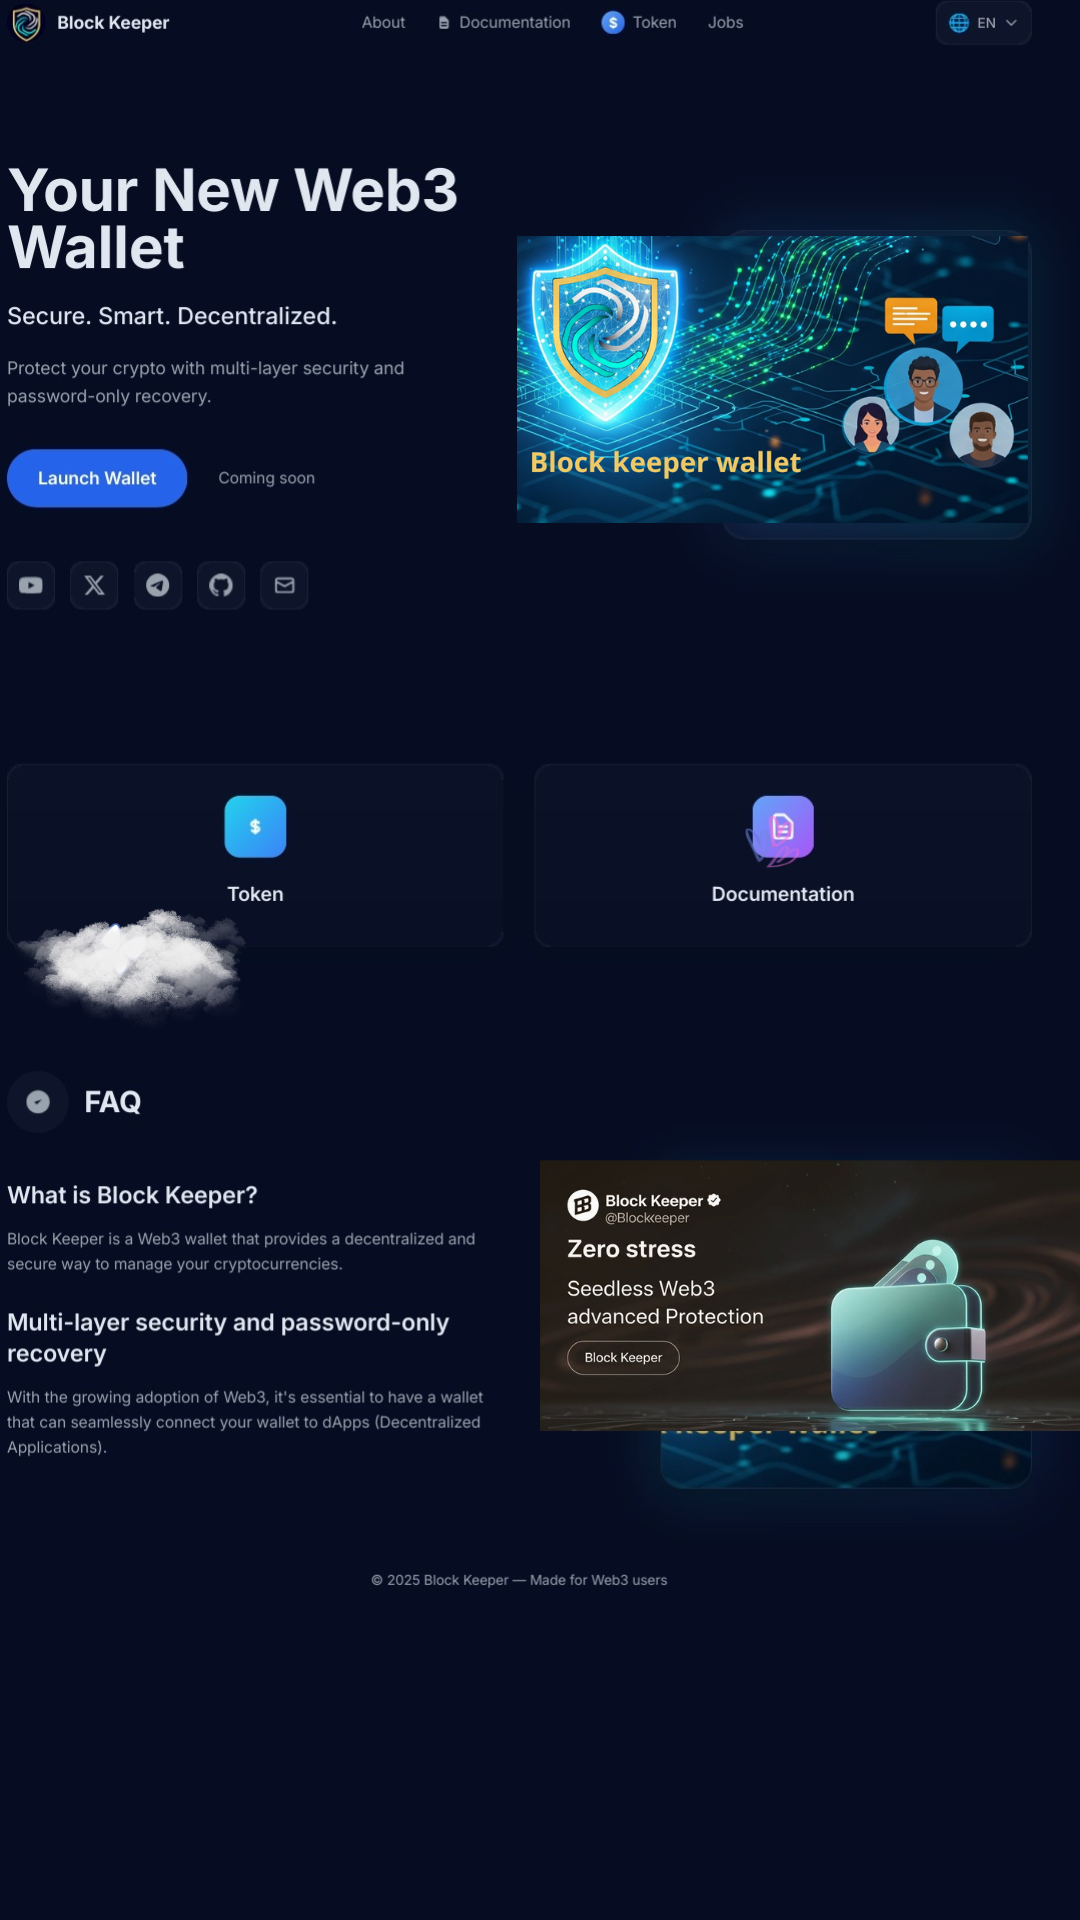 Block Keeper
About
Documentation
$ Token
Jobs
EN
Your New Web3
Wallet
Secure. Smart. Decentralized.
Protect your crypto with multi-layer security and
password-only recovery.
Launch Wallet
Coming soon
Block keeper wallet
$
Token
Documentation
FAQ
What is Block Keeper?
Block Keeper is a Web3 wallet that provides a decentralized and
secure way to manage your cryptocurrencies.
Multi-layer security and password-only
recovery
With the growing adoption of Web3, it's essential to have a wallet
that can seamlessly connect your wallet to dApps (Decentralized
Applications).
Block Keeper
@Blockkeeper
Zero stress
Seedless Web3
advanced Protection
Block Keeper
keeper wallet
© 2025 Block Keeper — Made for Web3 users